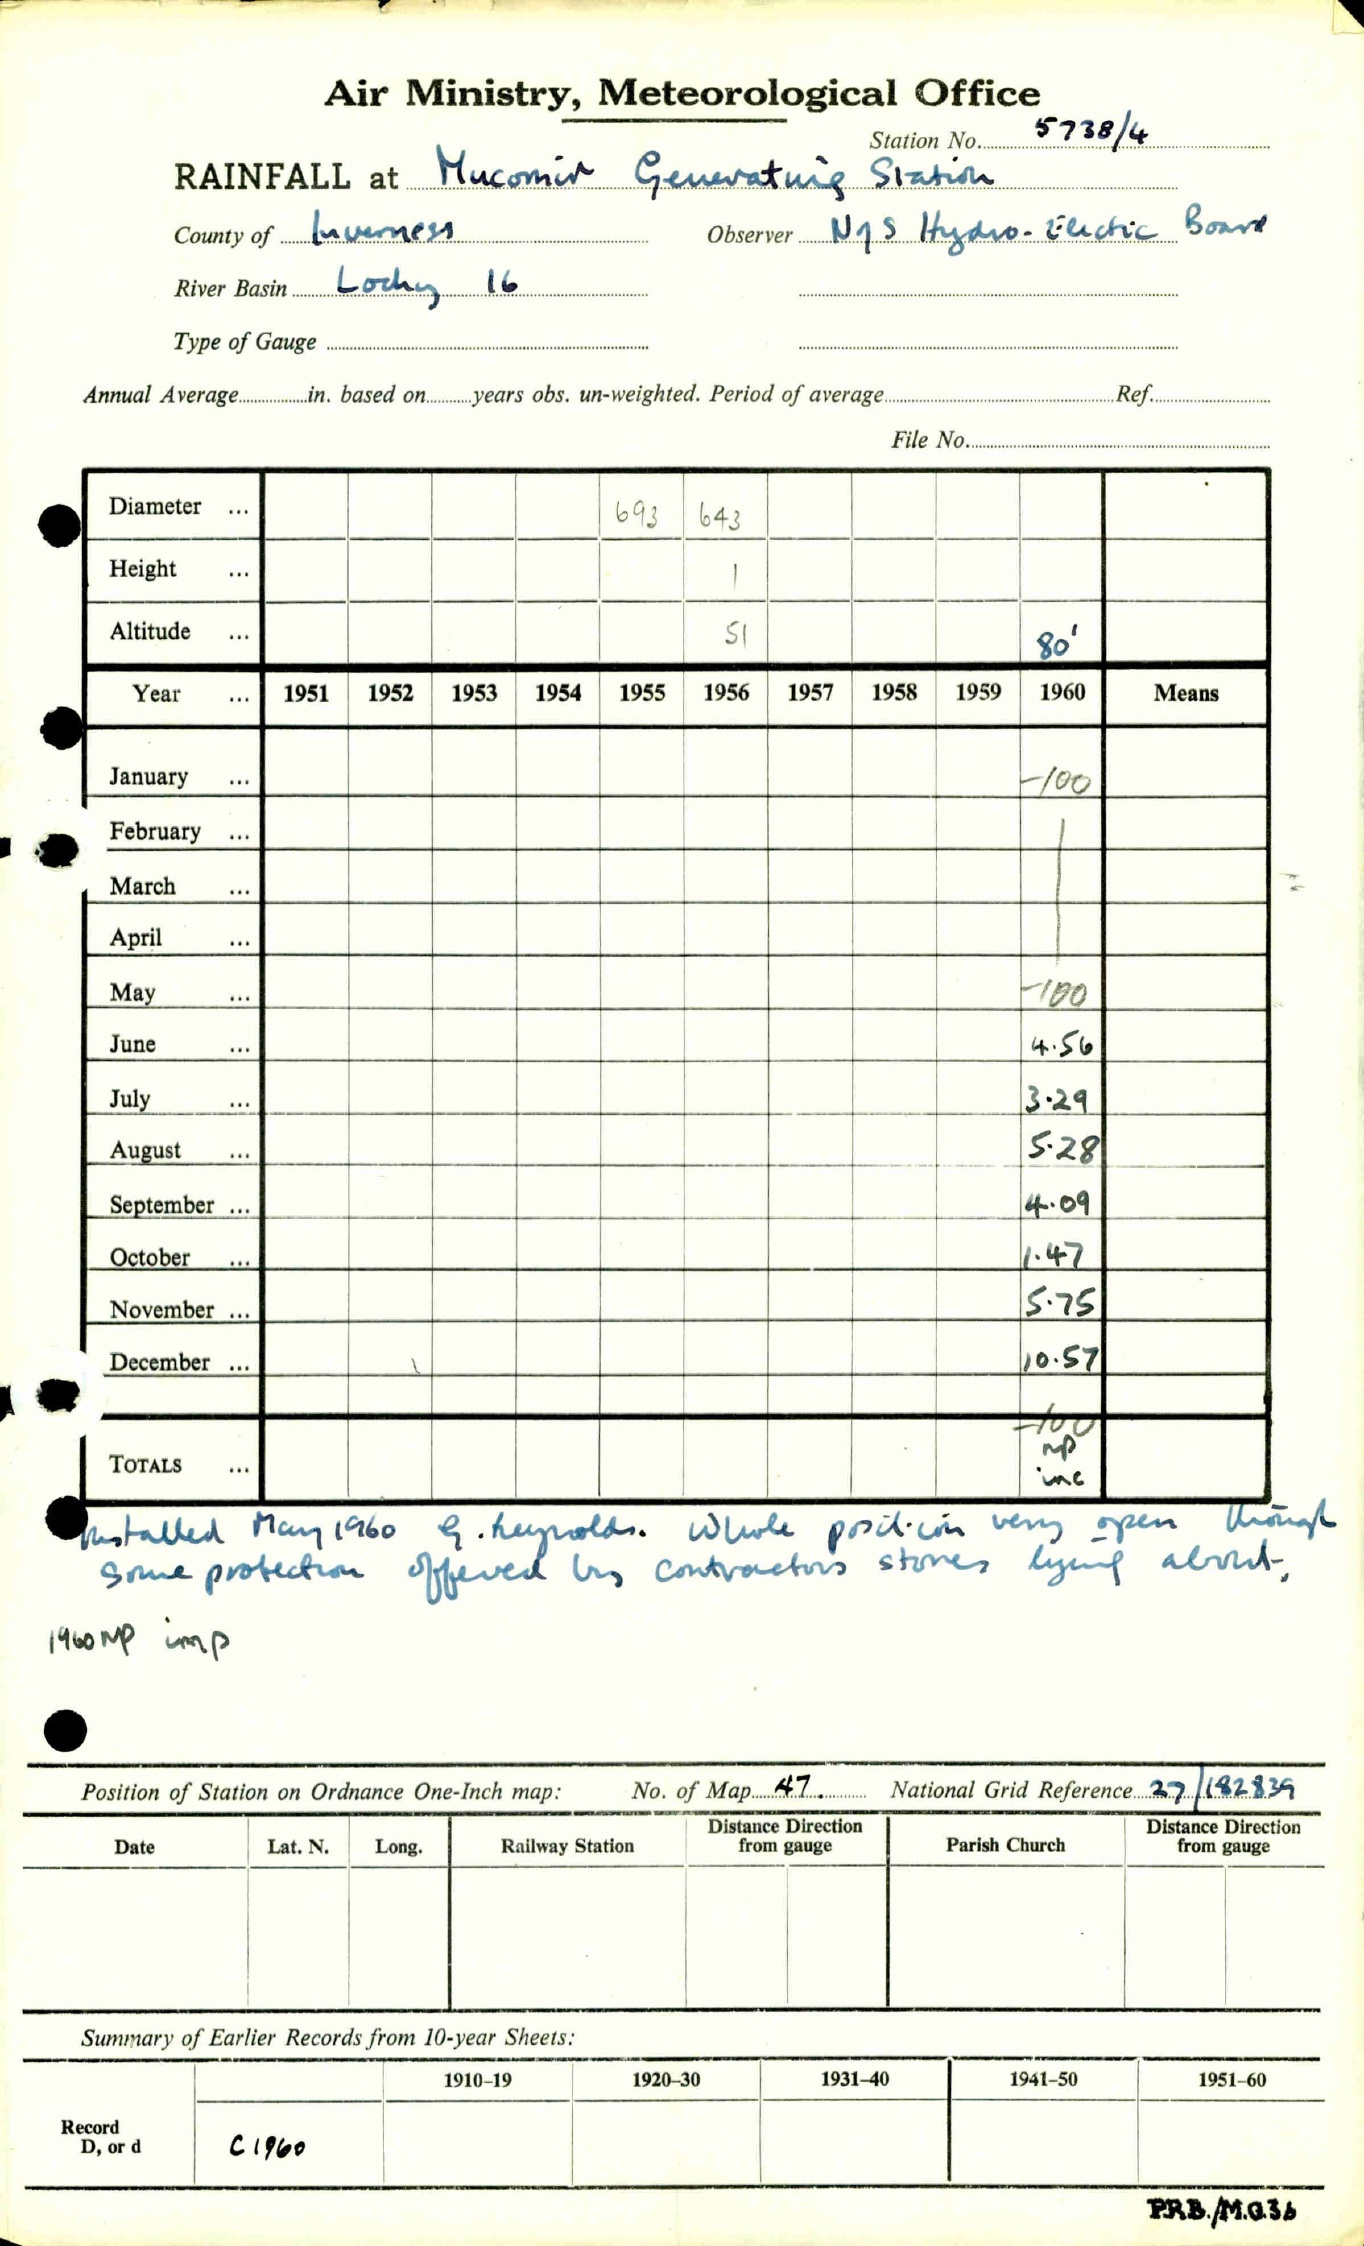 Air Ministry, Meteorological Office
Station No. 5738/4
RAINFALL at Mucomir Generating Station
County of Inverness Observer N of S Hydro-Electric Board
River Basin Lochy 16
Type of Gauge
Annual Average in. based on years obs. un-weighted. Period of average Ref.
File No.
Diameter ... 693 643
Height ... 1
Altitude ... 51 80'
Year ... 1951 1952 1953 1954 1955 1956 1957 1958 1959 1960 Means
January ... -100
February ...
March ...
April ...
May ... -100
June ... 4.56
July ... 3.29
August ... 5.28
September ... 4.09
October ... 1.47
November ... 5.75
December ... 10.57
-100
NP
TOTALS ... inc
Installed May 1960 G. Reynolds. Whole position very open though
some protection offered by contractors stores lying about.
1960 NP imp
Position of Station on Ordnance One-Inch map: No. of Map 47. National Grid Reference 27/182839
Date Lat. N. Long. Railway Station Distance Direction from gauge Parish Church Distance Direction from gauge
Summary of Earlier Records from 10-year Sheets:
1910–19 1920–30 1931–40 1941–50 1951–60
Record
D, or d C1960
P.R.B./M.O.36